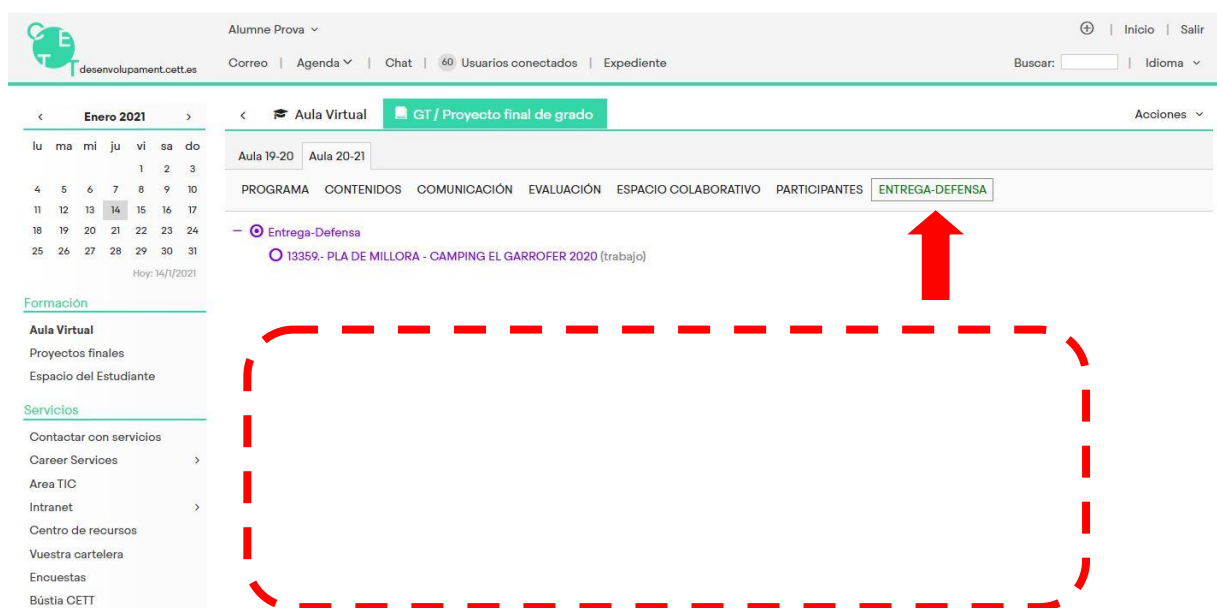 CETT desenvolupament.cett.es
Alumne Prova
Inicio | Salir
Correo | Agenda | Chat | 60 Usuarios conectados | Expediente
Buscar: | Idioma
< Enero 2021 >
lu ma mi ju vi sa do
1 2 3
4 5 6 7 8 9 10
11 12 13 14 15 16 17
18 19 20 21 22 23 24
25 26 27 28 29 30 31
Hoy: 14/1/2021
Formación
Aula Virtual
Proyectos finales
Espacio del Estudiante
Servicios
Contactar con servicios
Career Services >
Area TIC
Intranet >
Centro de recursos
Vuestra cartelera
Encuestas
Bústia CETT
< Aula Virtual GT / Proyecto final de grado
Acciones
Aula 19-20 Aula 20-21
PROGRAMA CONTENIDOS COMUNICACIÓN EVALUACIÓN ESPACIO COLABORATIVO PARTICIPANTES ENTREGA-DEFENSA
Entrega-Defensa
13359.- PLA DE MILLORA - CAMPING EL GARROFER 2020 (trabajo)